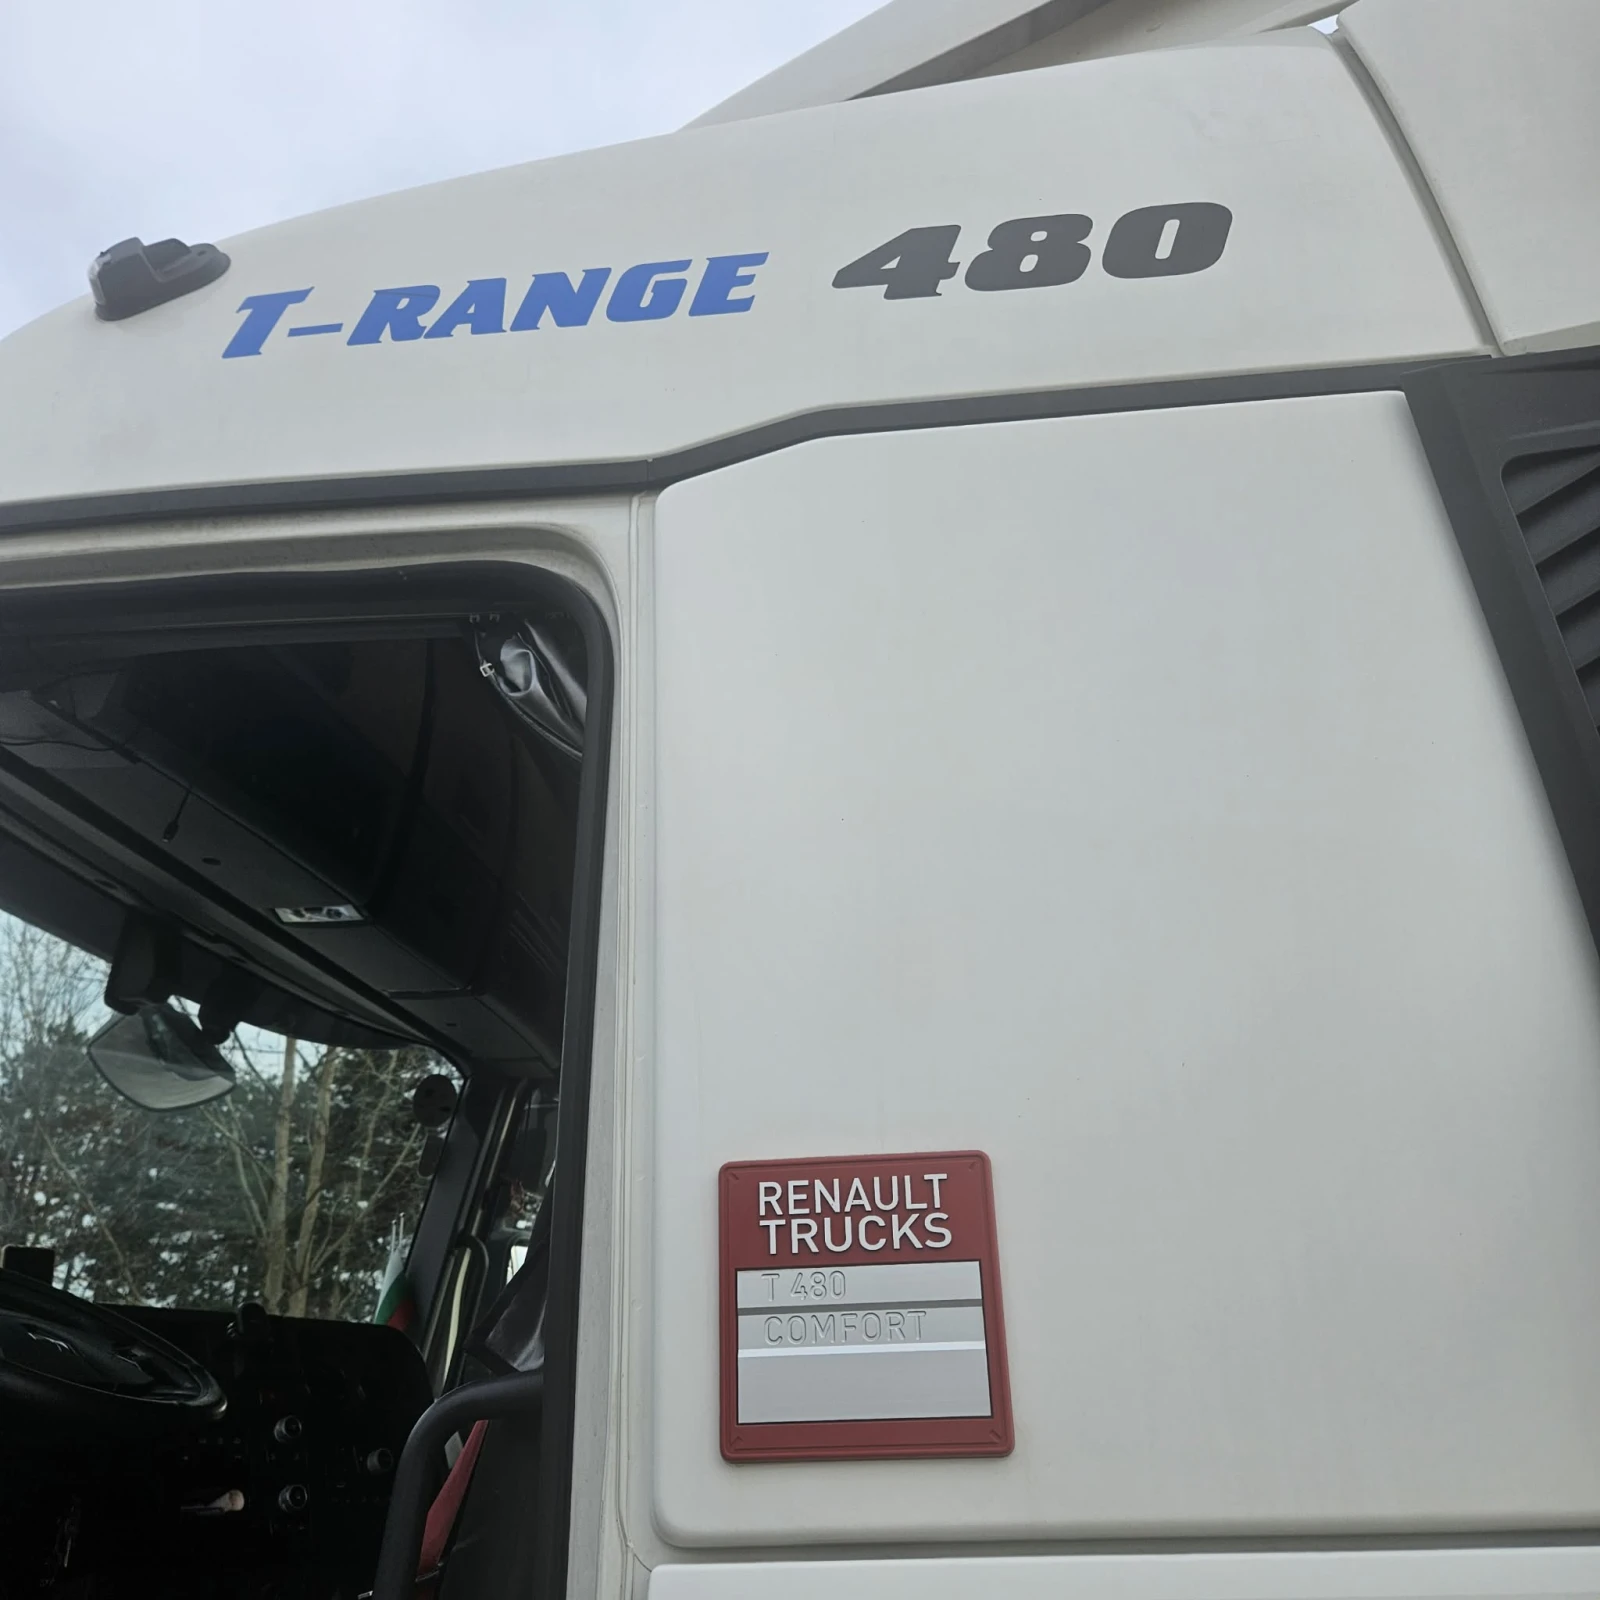 T-RANGE 480
RENAULT
TRUCKS
T 480
COMFORT